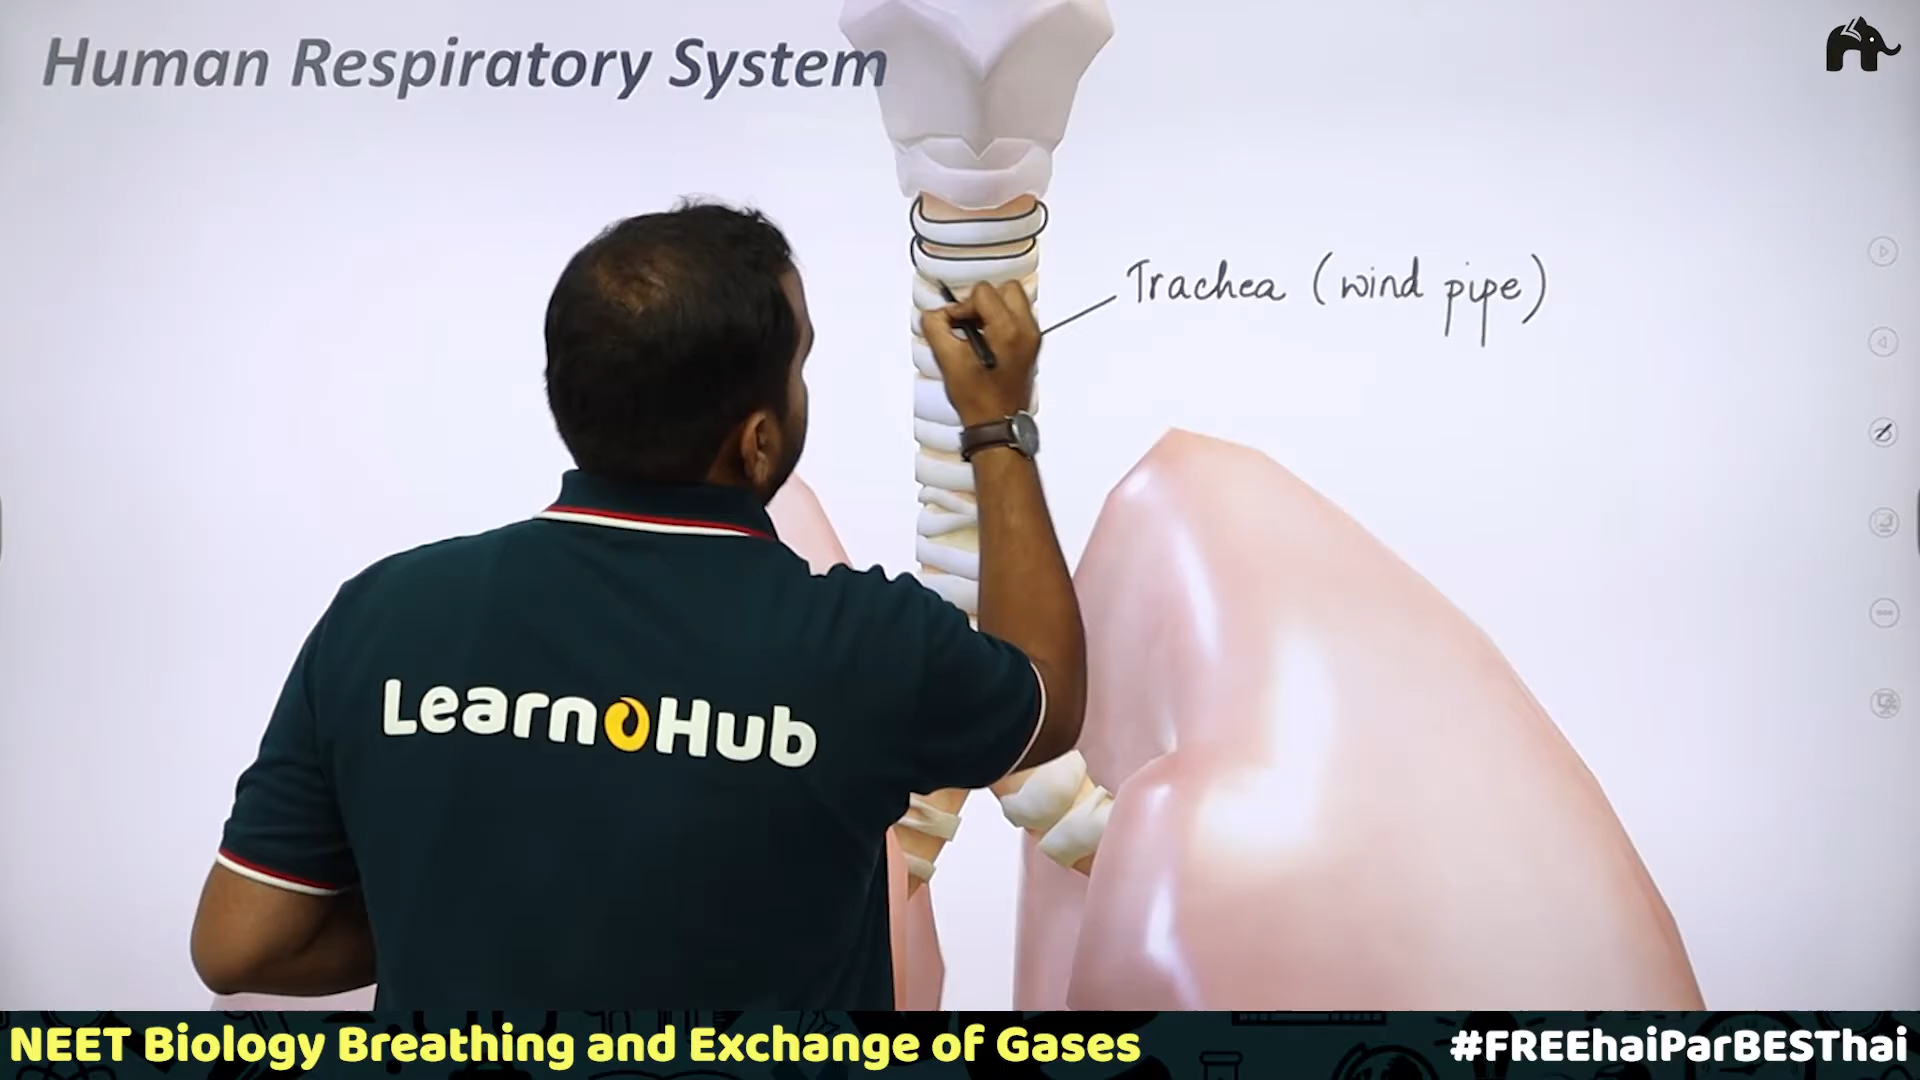 Human Respiratory System
Trachea (wind pipe)
LearnoHub
NEET Biology Breathing and Exchange of Gases
#FREEhaiParBESThai